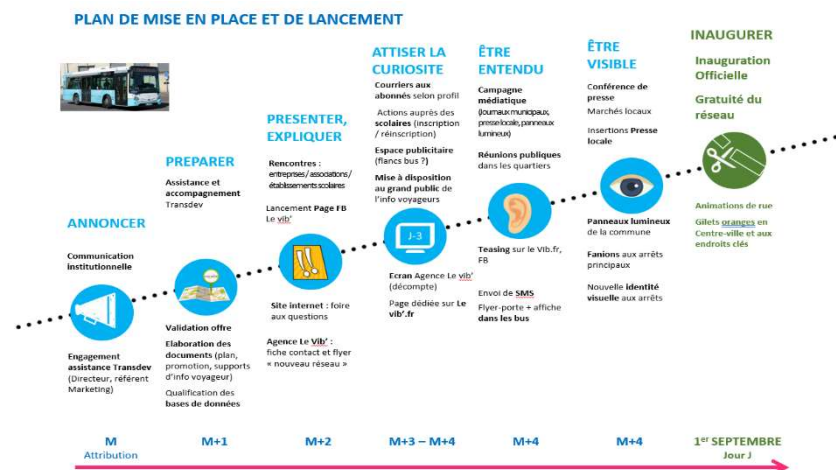 PLAN DE MISE EN PLACE ET DE LANCEMENT
ANNONCER
Communication
institutionnelle
Engagement
assistance Transdev
(Directeur, référent
Marketing)
M
Attribution
PREPARER
Assistance et
accompagnement
Transdev
Validation offre
Elaboration des
documents (plan,
promotion, supports
d'info voyageur)
Qualification des
bases de données
M+1
PRESENTER,
EXPLIQUER
Rencontres :
entreprises / associations /
établissements scolaires
Lancement Page FB
Le vib'
Site internet : foire
aux questions
Agence Le Vib' :
fiche contact et flyer
« nouveau réseau »
M+2
ATTISER LA
CURIOSITE
Courriers aux
abonnés selon profil
Actions auprès des
scolaires (inscription
/ réinscription)
Espace publicitaire
(flancs bus ?)
Mise à disposition
au grand public de
l'info voyageurs
J-3
Ecran Agence Le vib'
(décompte)
Page dédiée sur Le
vib'.fr
M+3 – M+4
ÊTRE
ENTENDU
Campagne
médiatique
(Journaux municipaux,
presse locale, panneaux
lumineux)
Réunions publiques
dans les quartiers
Teasing sur le Vib.fr,
FB
Envoi de SMS
Flyer-porte + affiche
dans les bus
M+4
ÊTRE
VISIBLE
Conférence de
presse
Marchés locaux
Insertions Presse
locale
Panneaux lumineux
de la commune
Fanions aux arrêts
principaux
Nouvelle identité
visuelle aux arrêts
M+4
INAUGURER
Inauguration
Officielle
Gratuité du
réseau
Animations de rue
Gilets oranges en
Centre-ville et aux
endroits clés
1er SEPTEMBRE
Jour J